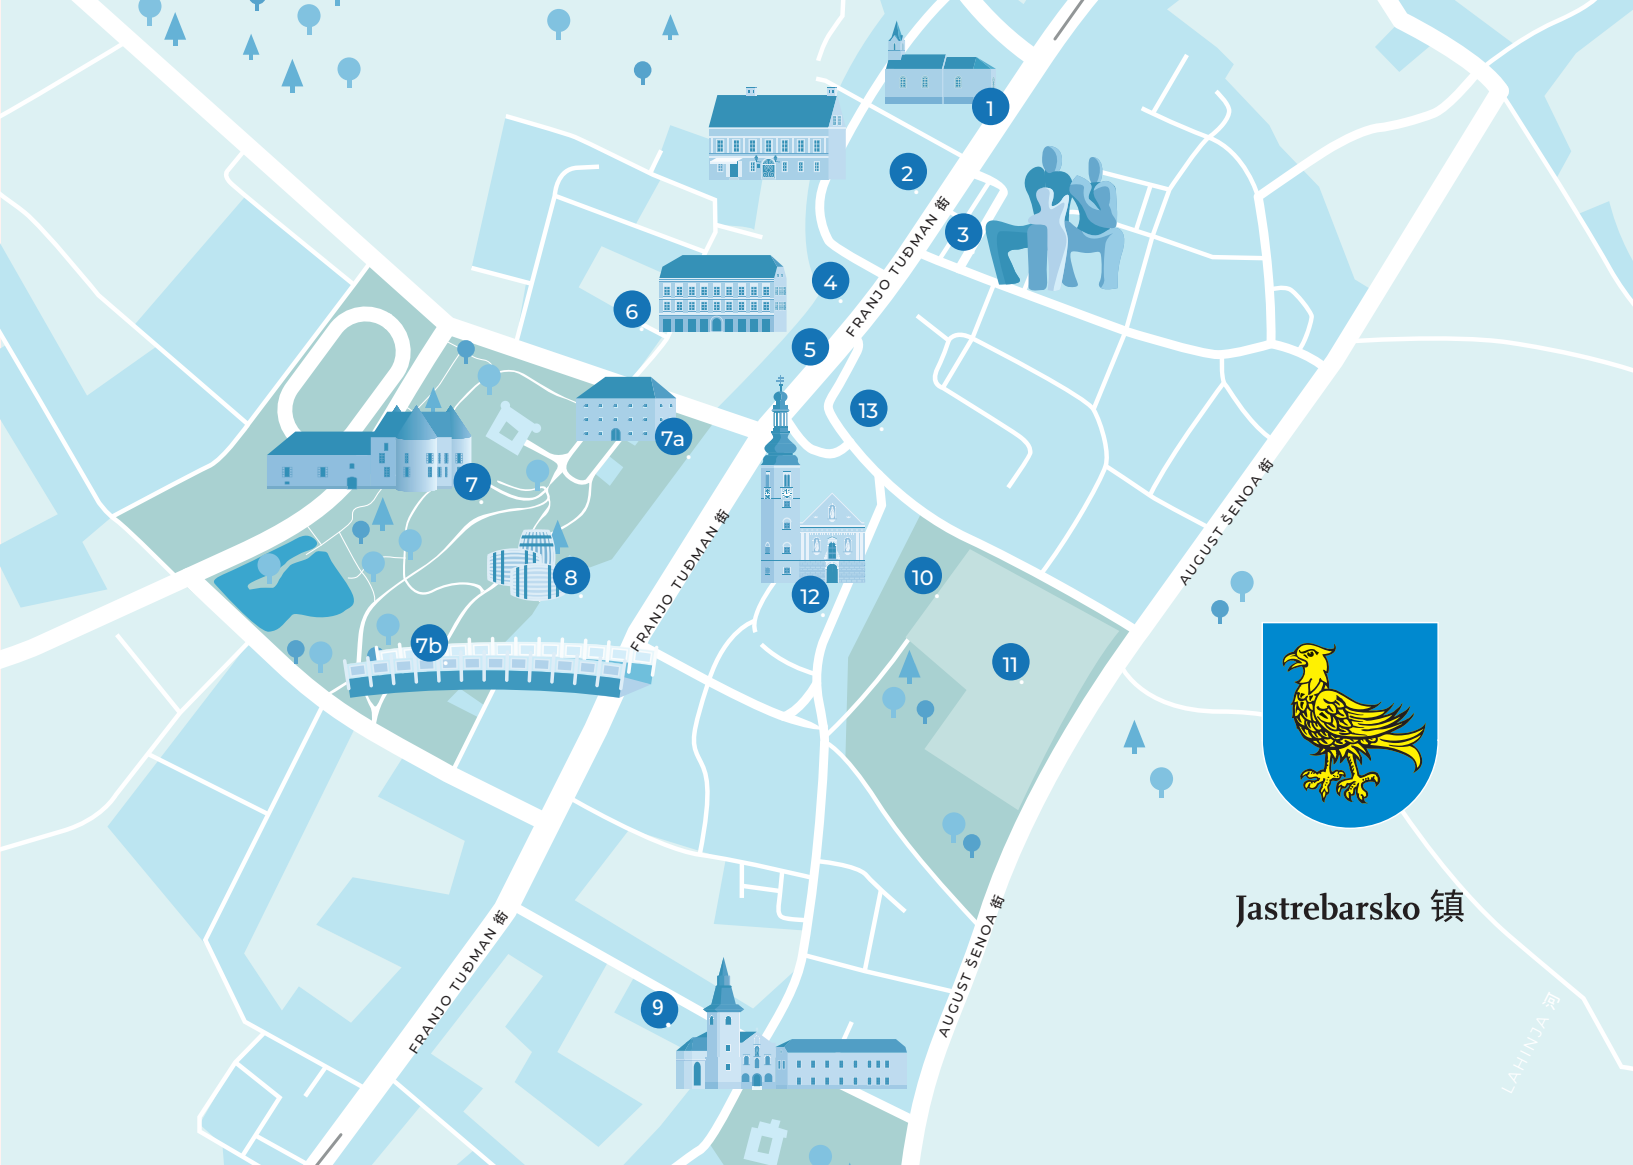 1
2
3
FRANJO TUĐMAN 街
4
6
5
13
7a
7
AUGUST ŠENOA 街
FRANJO TUĐMAN 街
8
10
12
7b
11
Jastrebarsko 镇
FRANJO TUĐMAN 街
AUGUST ŠENOA 街
9
LAHINJA 河